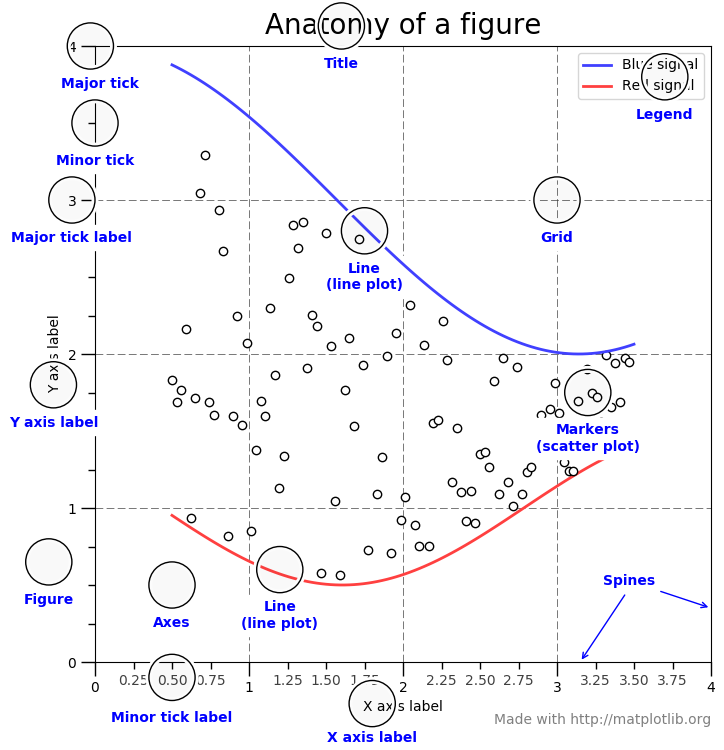 Anatomy of a figure
Title
Blue signal
Red signal
Legend
4
Major tick
Minor tick
3
Major tick label
Grid
Line
(line plot)
Y axis label
2
Y axis label
Markers
(scatter plot)
1
Figure
Axes
Line
(line plot)
Spines
0
0 0.25 0.50 0.75 1 1.25 1.50 2 2.25 2.50 2.75 3 3.25 3.50 3.75 4
Minor tick label
X axis label
X axis label
Made with http://matplotlib.org